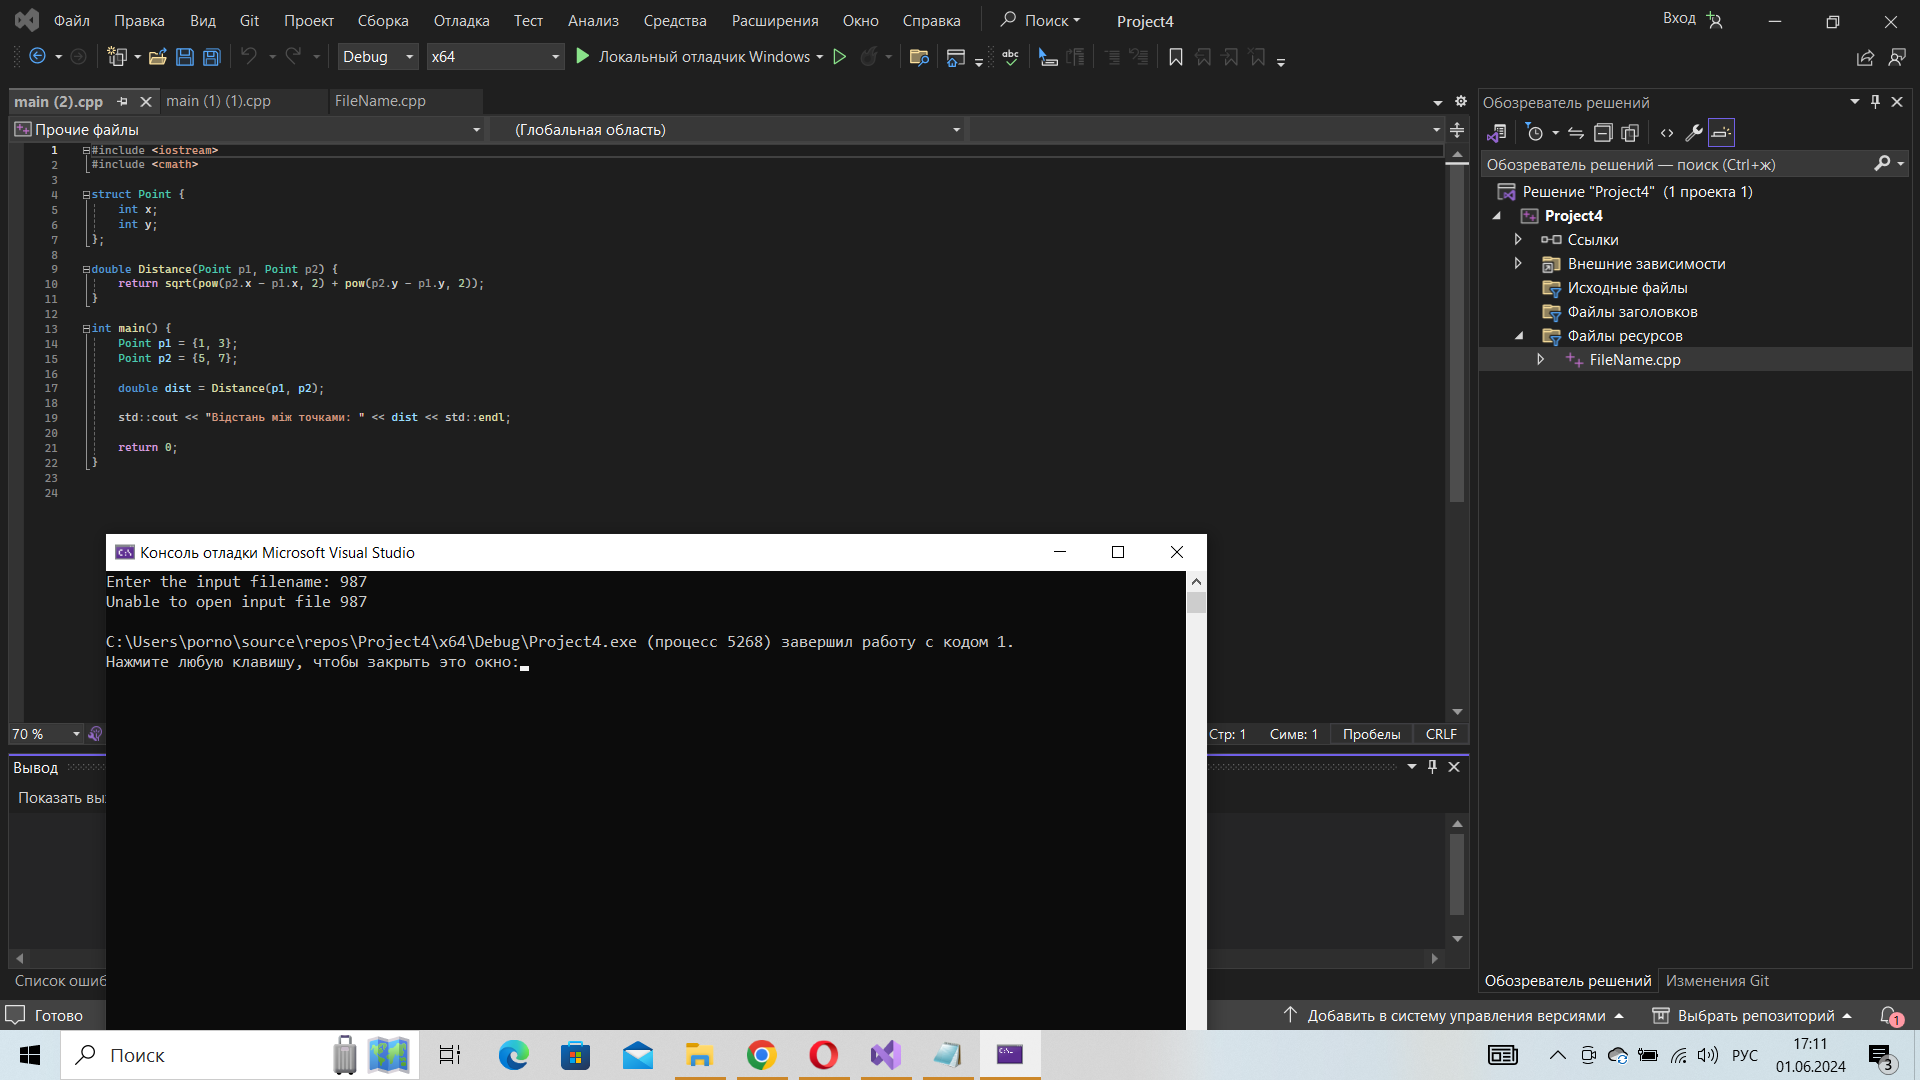 Файл Правка Вид Git Проект Сборка Отладка Тест Анализ Средства Расширения Окно Справка Поиск Project4 Вход
Debug x64 Локальный отладчик Windows
main (2).cpp main (1) (1).cpp FileName.cpp
Прочие файлы (Глобальная область)
1 #include <iostream>
2 #include <cmath>
3
4 struct Point {
5 int x;
6 int y;
7 };
8
9 double Distance(Point p1, Point p2) {
10 return sqrt(pow(p2.x - p1.x, 2) + pow(p2.y - p1.y, 2));
11 }
12
13 int main() {
14 Point p1 = {1, 3};
15 Point p2 = {5, 7};
16
17 double dist = Distance(p1, p2);
18
19 std::cout << "Відстань між точками: " << dist << std::endl;
20
21 return 0;
22 }
23
24
Консоль отладки Microsoft Visual Studio
Enter the input filename: 987
Unable to open input file 987
C:\Users\porno\source\repos\Project4\x64\Debug\Project4.exe (процесс 5268) завершил работу с кодом 1.
Нажмите любую клавишу, чтобы закрыть это окно:
70 % Стр: 1 Симв: 1 Пробелы CRLF
Вывод
Показать
Список
Обозреватель решений
Обозреватель решений — поиск (Ctrl+ж)
Решение "Project4" (1 проекта 1)
Project4
Ссылки
Внешние зависимости
Исходные файлы
Файлы заголовков
Файлы ресурсов
FileName.cpp
Обозреватель решений Изменения Git
Готово Добавить в систему управления версиями Выбрать репозиторий 1
Поиск РУС 17:11
01.06.2024 3